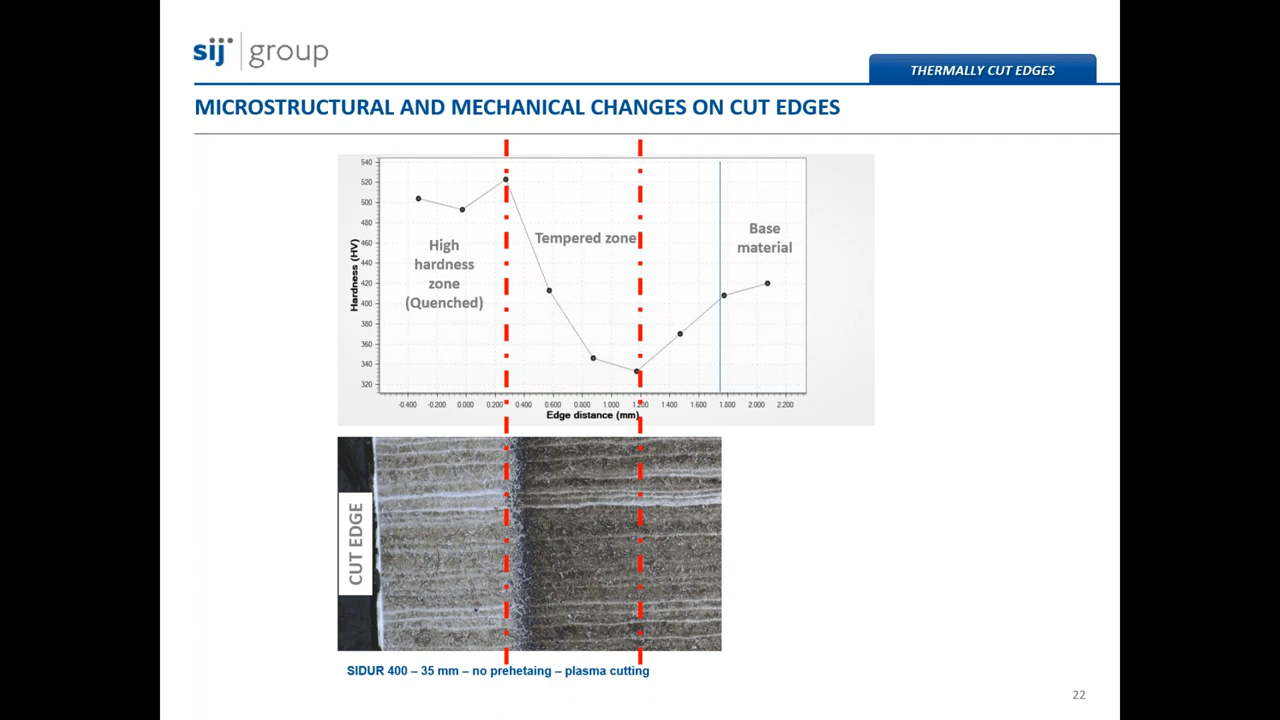 sij group
THERMALLY CUT EDGES
MICROSTRUCTURAL AND MECHANICAL CHANGES ON CUT EDGES
540
520
500
480
460
440
420
400
380
360
340
320
Hardness (HV)
High
hardness
zone
(Quenched)
Tempered zone
Base
material
-0.400 -0.200 0.000 0.200 0.400 0.600 0.800 1.000 1.200 1.400 1.600 1.800 2.000 2.200
Edge distance (mm)
CUT EDGE
SIDUR 400 – 35 mm – no prehetaing – plasma cutting
22